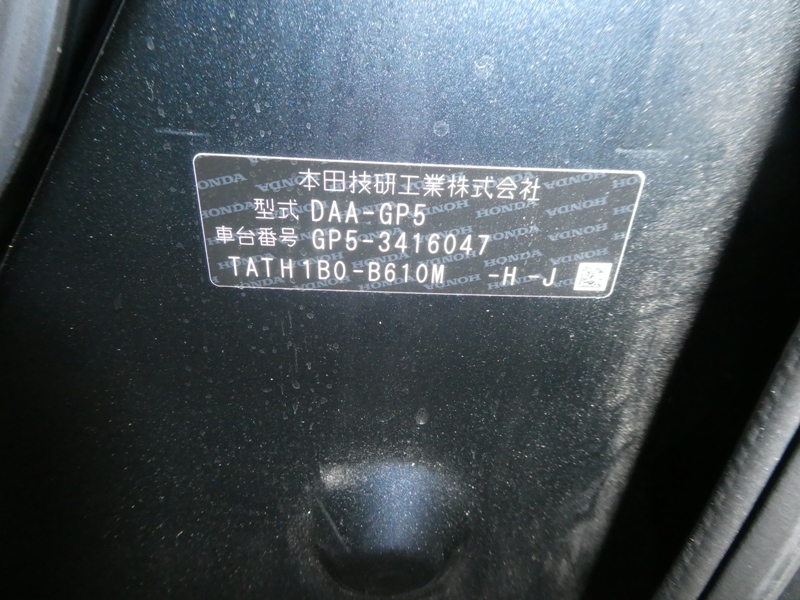 本田技研工業株式会社
型式 DAA-GP5
車台番号 GP5-3416047
TATH1B0-B610M -H -J